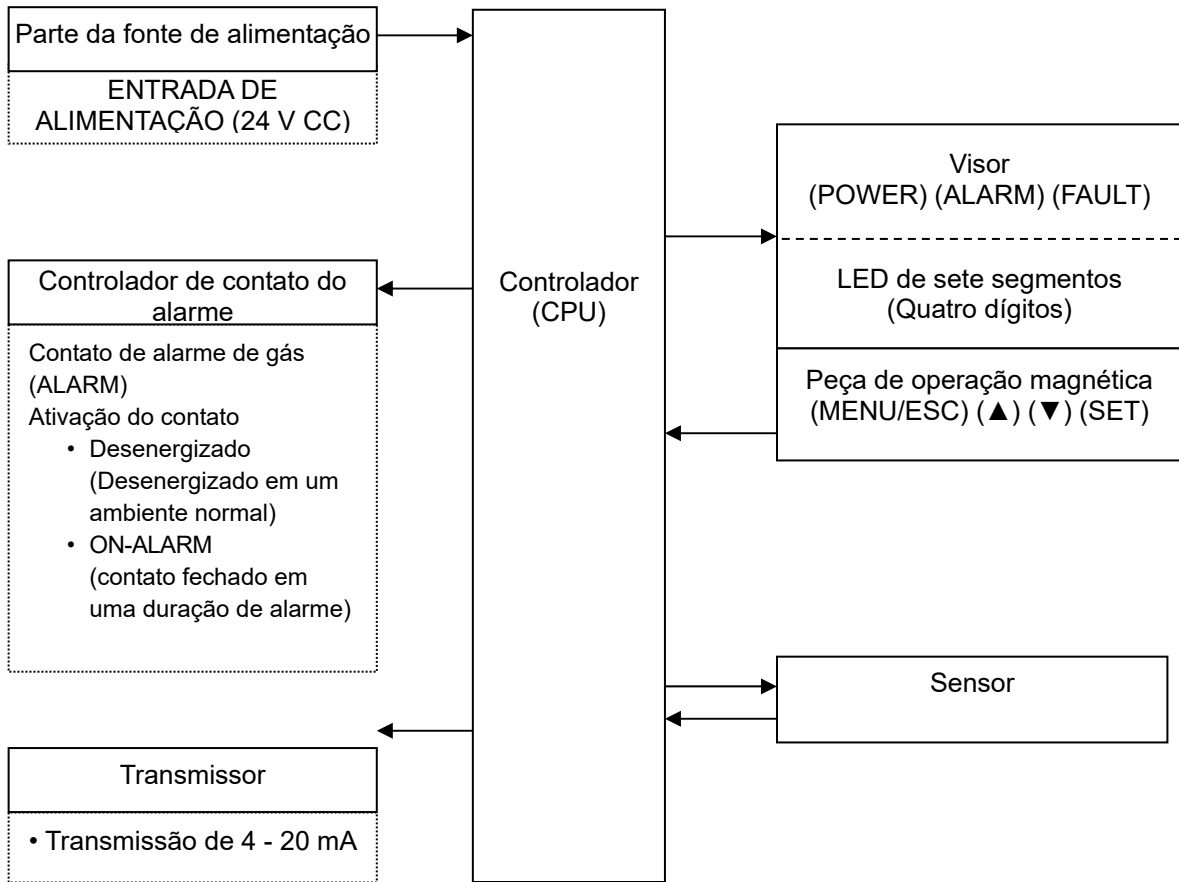 Parte da fonte de alimentação
ENTRADA DE
ALIMENTAÇÃO (24 V CC)
Controlador de contato do
alarme
Contato de alarme de gás
(ALARM)
Ativação do contato
• Desenergizado
(Desenergizado em um
ambiente normal)
• ON-ALARM
(contato fechado em
uma duração de alarme)
Transmissor
• Transmissão de 4 - 20 mA
Controlador
(CPU)
Visor
(POWER) (ALARM) (FAULT)
LED de sete segmentos
(Quatro dígitos)
Peça de operação magnética
(MENU/ESC) (▲) (▼) (SET)
Sensor